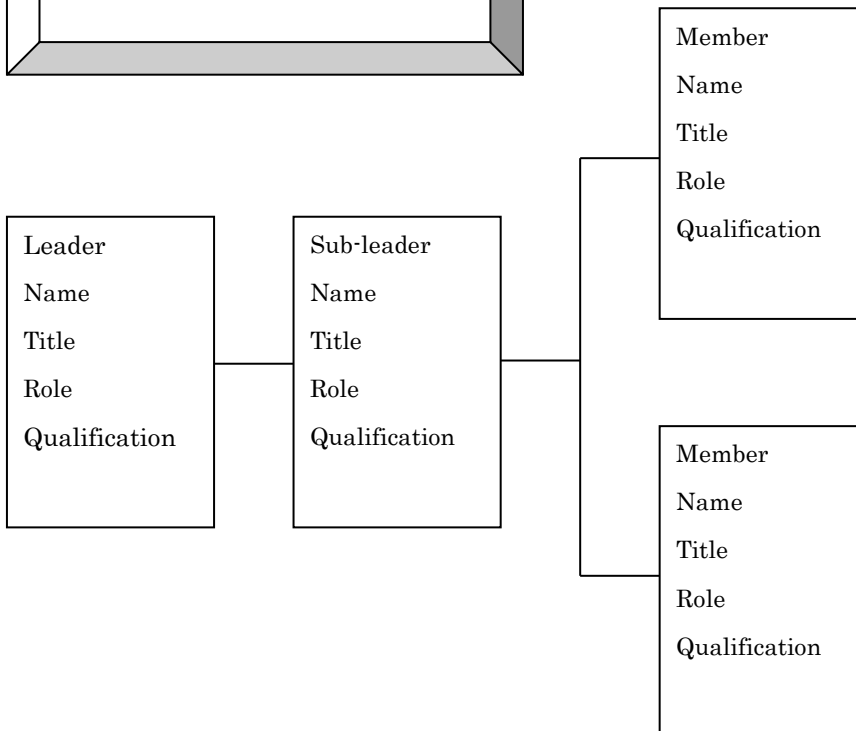 Leader
Name
Title
Role
Qualification
Sub-leader
Name
Title
Role
Qualification
Member
Name
Title
Role
Qualification
Member
Name
Title
Role
Qualification